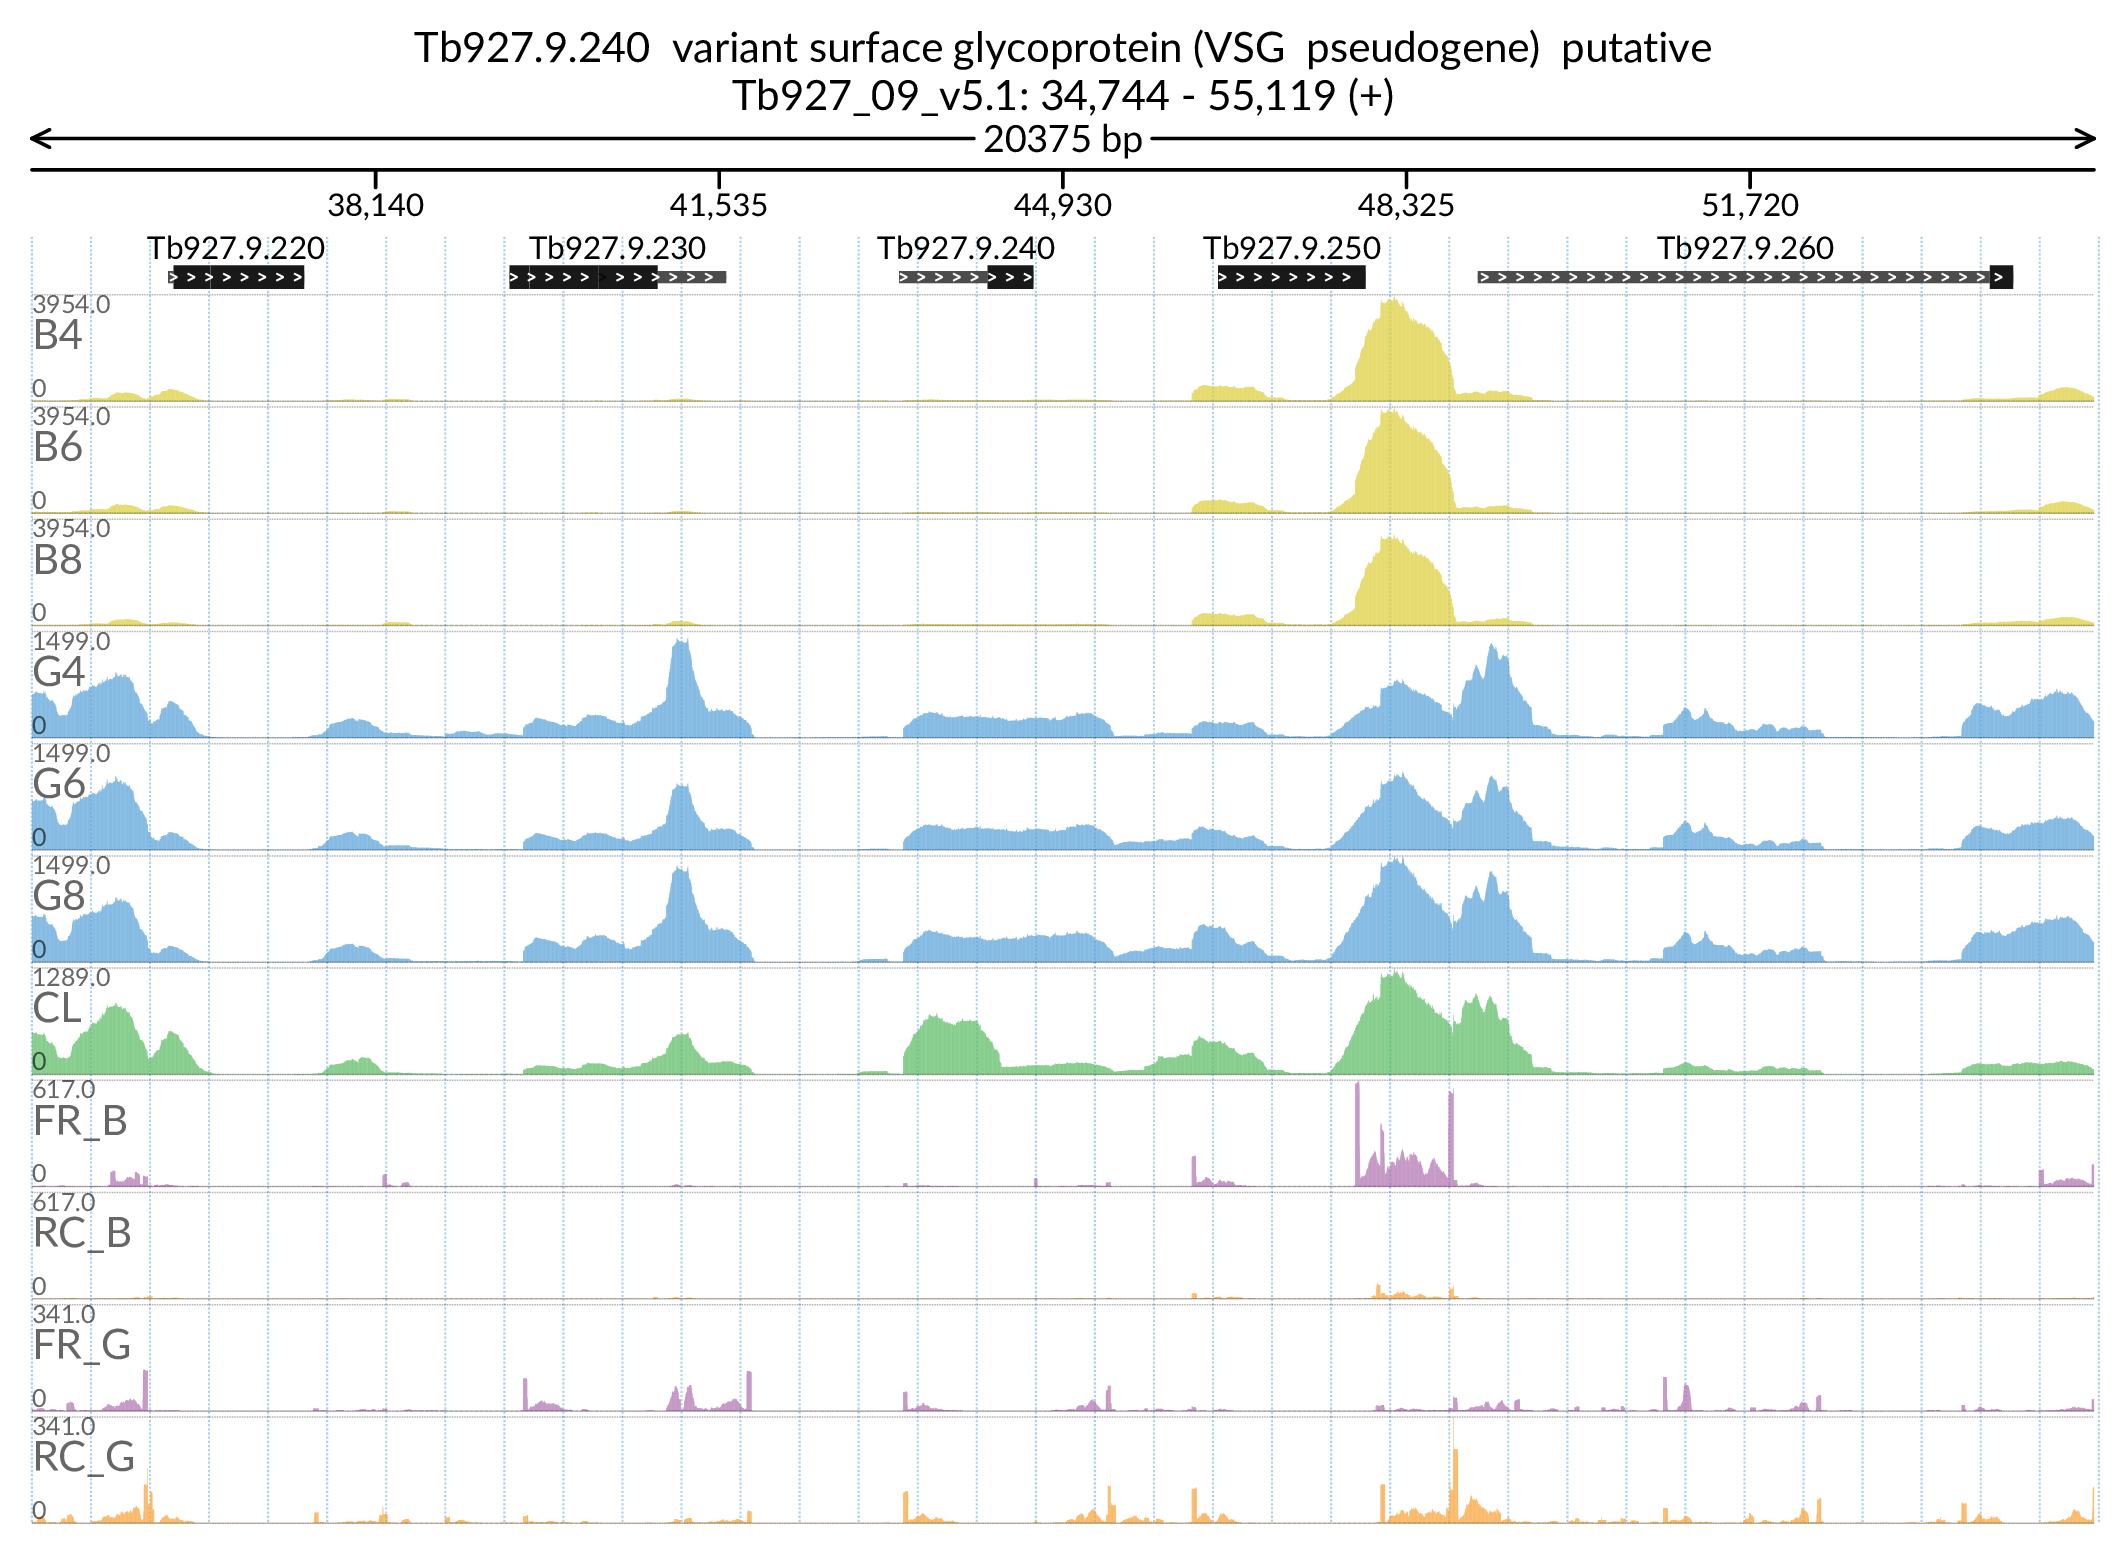 Tb927.9.240 variant surface glycoprotein (VSG pseudogene) putative
Tb927_09_v5.1: 34,744 - 55,119 (+)
20375 bp
38,140 41,535 44,930 48,325 51,720
Tb927.9.220 Tb927.9.230 Tb927.9.240 Tb927.9.250 Tb927.9.260
3954.0
B4
0
3954.0
B6
0
3954.0
B8
0
1499.0
G4
0
1499.0
G6
0
1499.0
G8
0
1289.0
CL
0
617.0
FR_B
0
617.0
RC_B
0
341.0
FR_G
0
341.0
RC_G
0